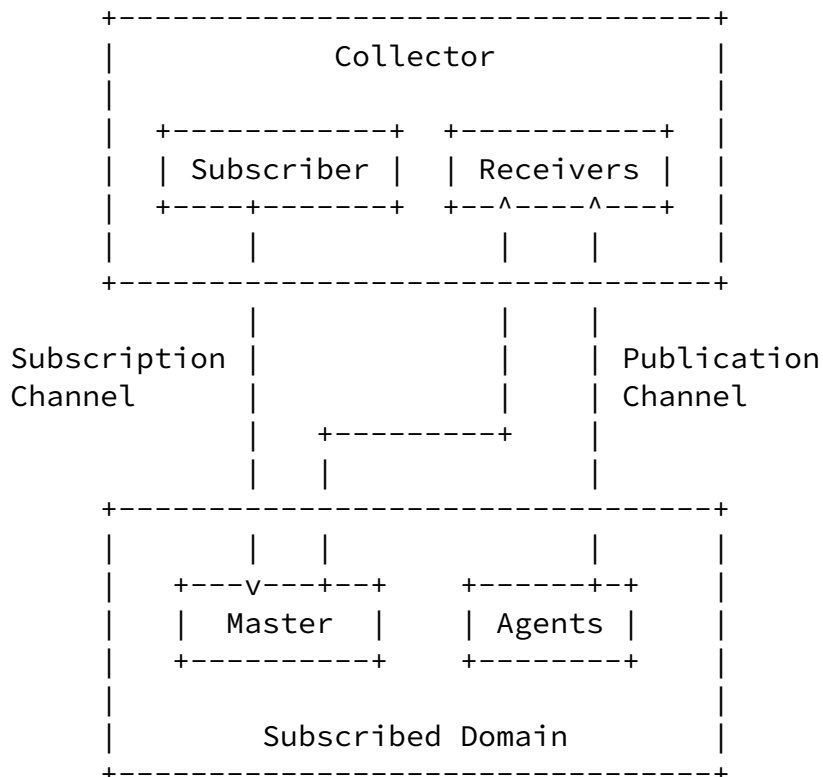 Collector
Subscriber Receivers
Subscription Publication
Channel Channel
Master Agents
Subscribed Domain